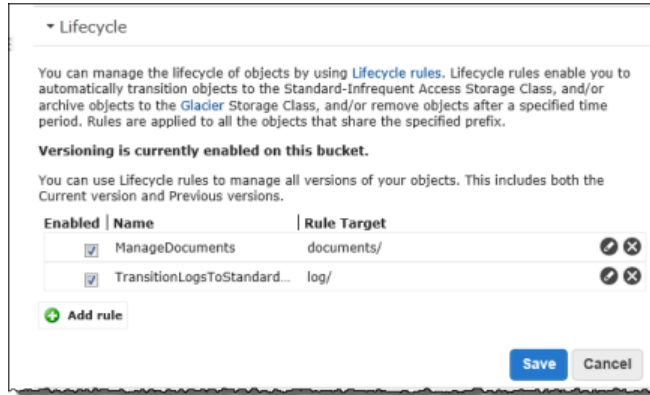 Lifecycle
You can manage the lifecycle of objects by using Lifecycle rules. Lifecycle rules enable you to
automatically transition objects to the Standard-Infrequent Access Storage Class, and/or
archive objects to the Glacier Storage Class, and/or remove objects after a specified time
period. Rules are applied to all the objects that share the specified prefix.
Versioning is currently enabled on this bucket.
You can use Lifecycle rules to manage all versions of your objects. This includes both the
Current version and Previous versions.
Enabled Name Rule Target
ManageDocuments documents/
TransitionLogsToStandard... log/
Add rule
Save Cancel